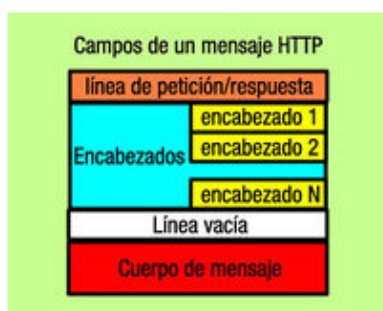 Campos de un mensaje HTTP
línea de petición/respuesta
encabezado 1
Encabezados encabezado 2
encabezado N
Línea vacía
Cuerpo de mensaje